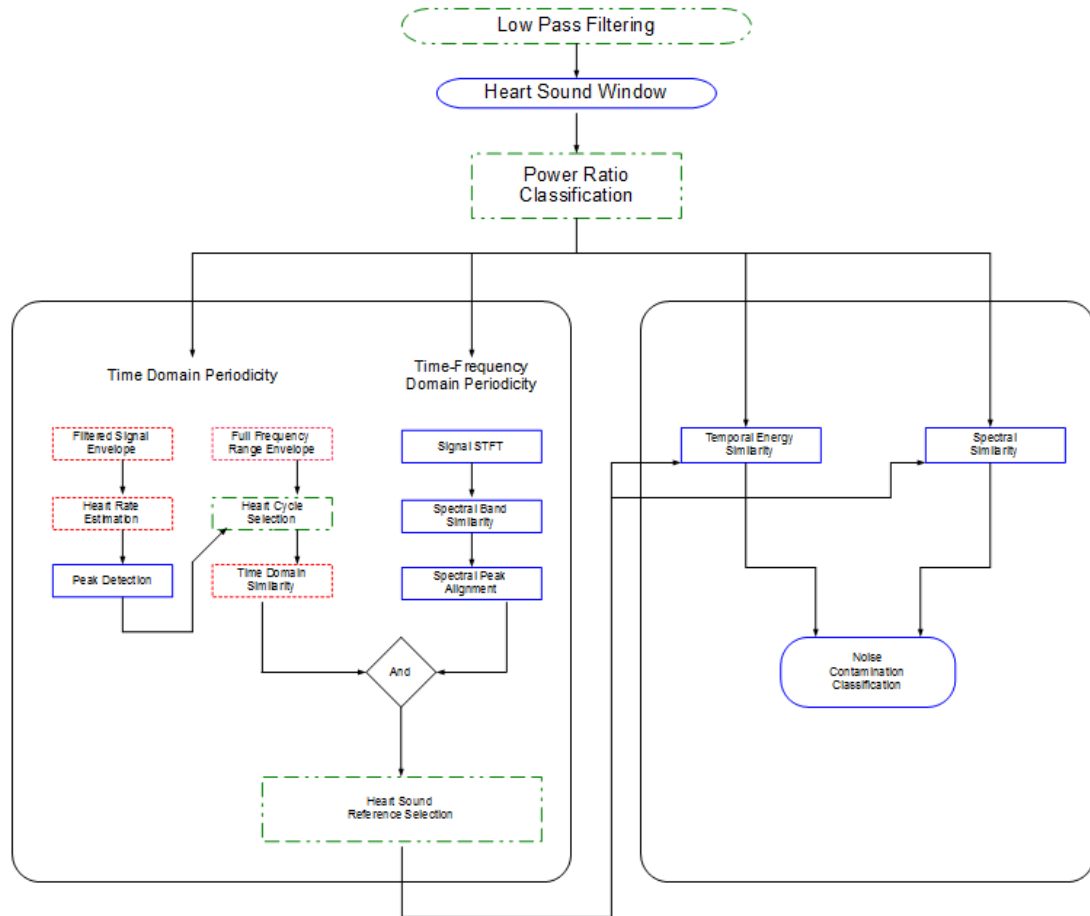 Low Pass Filtering
Heart Sound Window
Power Ratio
Classification
Time Domain Periodicity
Time-Frequency
Domain Periodicity
Filtered Signal
Envelope
Full Frequency
Range Envelope
Signal STFT
Temporal Energy
Similarity
Spectral
Similarity
Heart Rate
Estimation
Heart Cycle
Selection
Spectral Band
Similarity
Peak Detection
Time Domain
Similarity
Spectral Peak
Alignment
And
Noise
Contamination
Classification
Heart Sound
Reference Selection